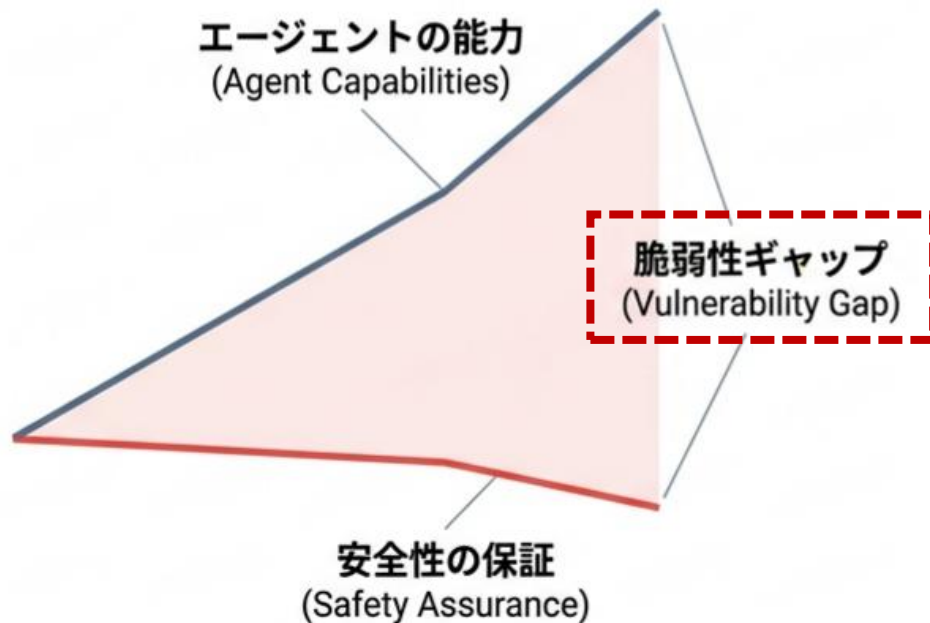 エージェントの能力
(Agent Capabilities)
脆弱性ギャップ
(Vulnerability Gap)
安全性の保証
(Safety Assurance)